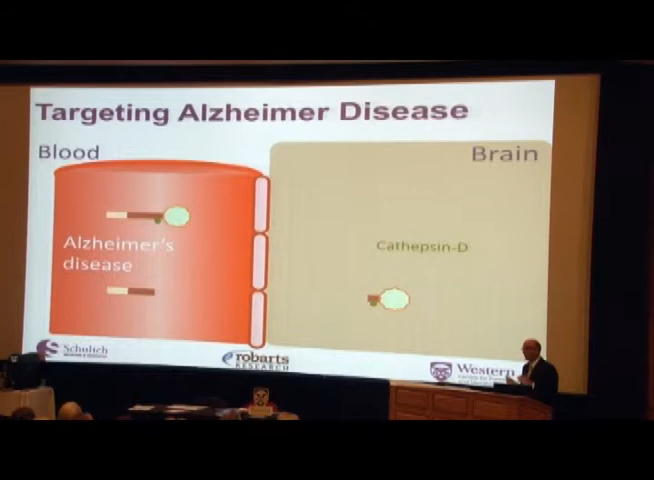 Targeting Alzheimer Disease
Blood
Brain
Alzheimer's
disease
Cathepsin-D
Schulich
robarts
RESEARCH
Western